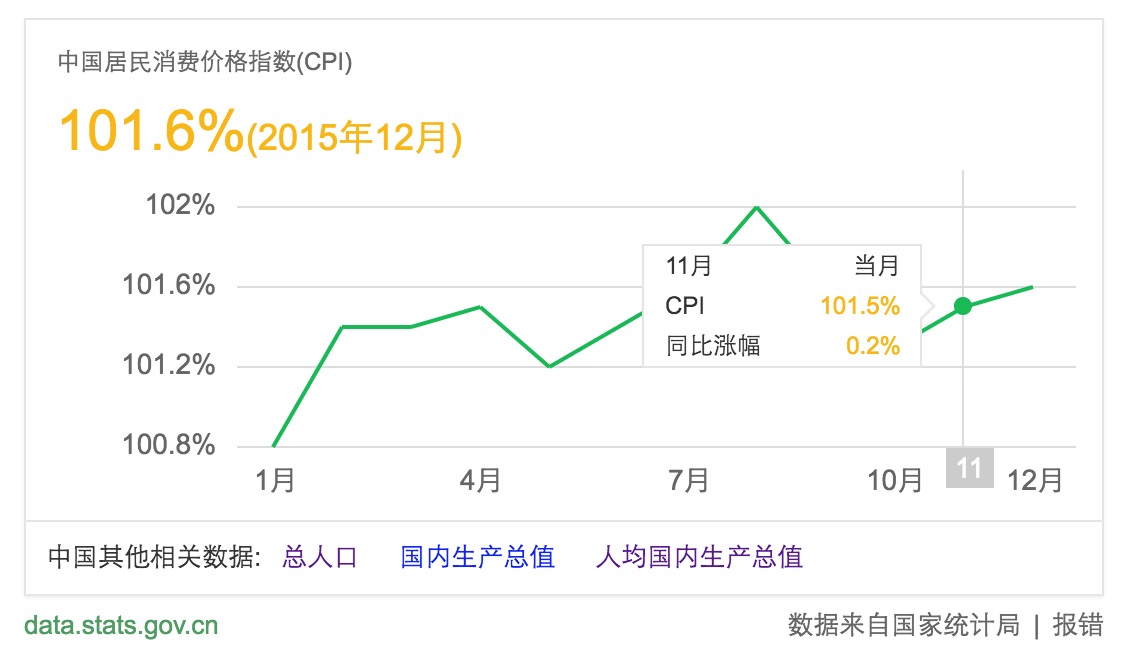 中国居民消费价格指数(CPI)
101.6%(2015年12月)
102%
101.6%
101.2%
100.8%
11月 当月
CPI 101.5%
同比涨幅 0.2%
1月 4月 7月 10月 11 12月
中国其他相关数据: 总人口 国内生产总值 人均国内生产总值
data.stats.gov.cn 数据来自国家统计局 | 报错